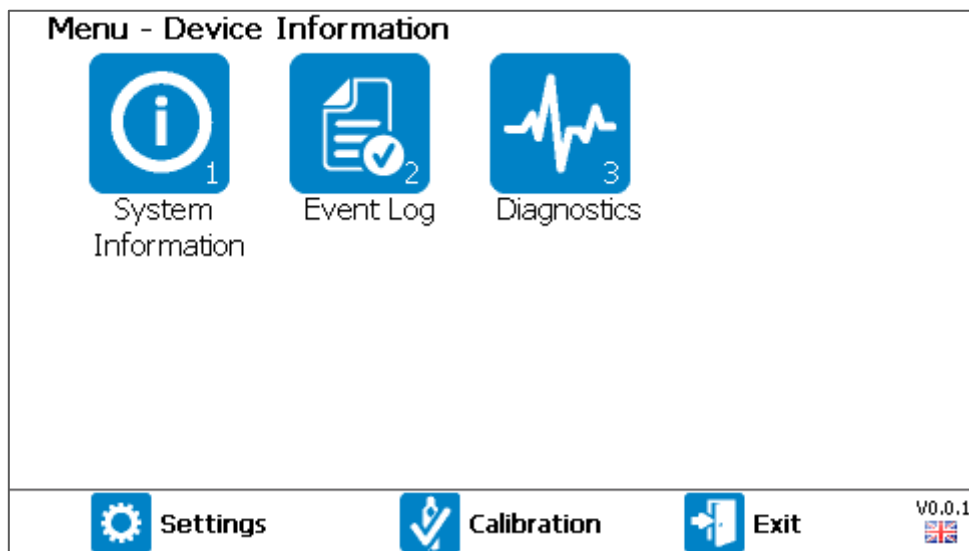 Menu - Device Information
i
1
2
3
System
Information
Event Log
Diagnostics
Settings
Calibration
Exit
V0.0.1